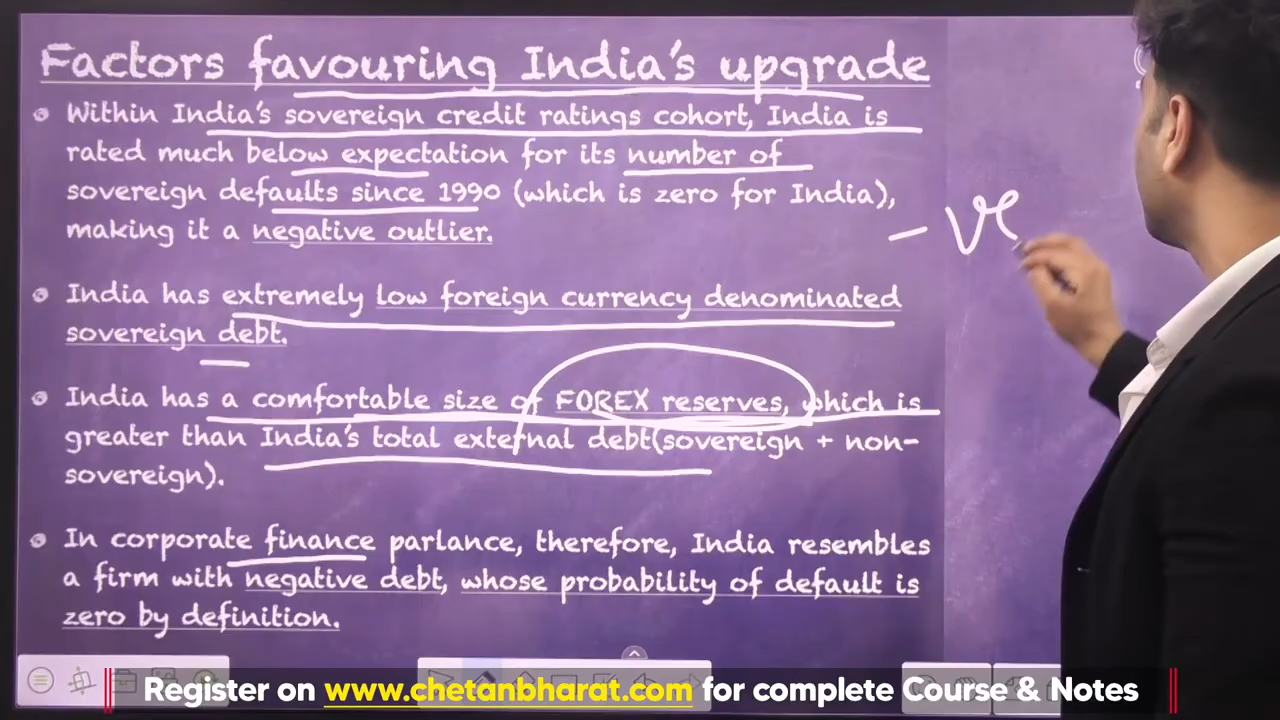 Factors favouring India's upgrade
Within India's sovereign credit ratings cohort, India is
rated much below expectation for its number of
sovereign defaults since 1990 (which is zero for India),
making it a negative outlier.
- ve
India has extremely low foreign currency denominated
sovereign debt.
India has a comfortable size of FOREX reserves, which is
greater than India's total external debt(sovereign + non-
sovereign).
In corporate finance parlance, therefore, India resembles
a firm with negative debt, whose probability of default is
zero by definition.
Register on www.chetanbharat.com for complete Course & Notes